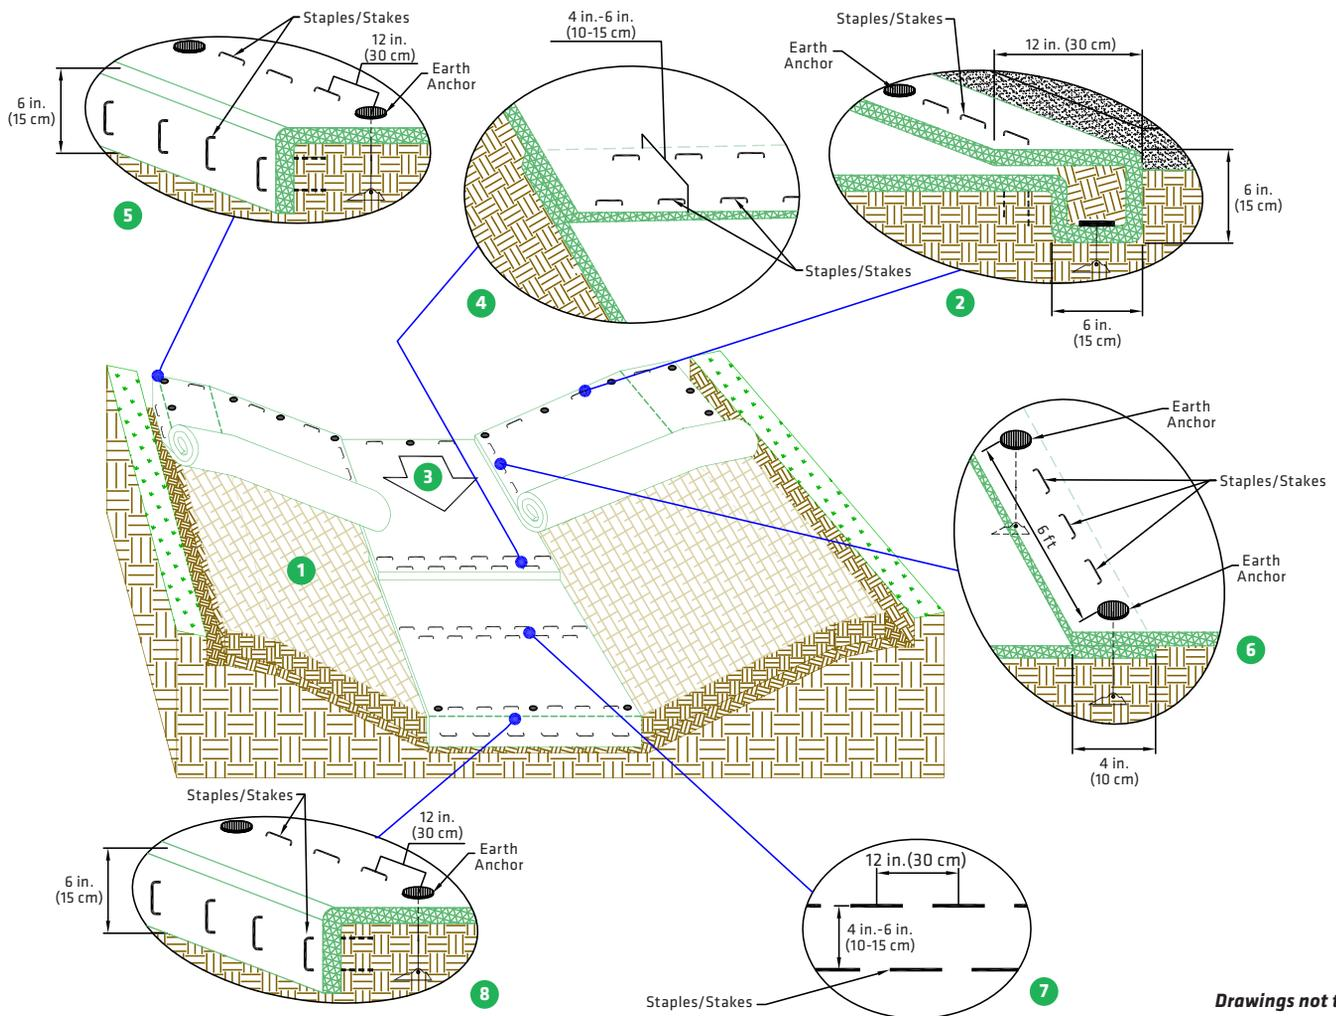 Staples/Stakes
12 in.
(30 cm)
Earth
Anchor
6 in.
(15 cm)
5
4 in.-6 in.
(10-15 cm)
Staples/Stakes
4
Staples/Stakes
Earth
Anchor
12 in. (30 cm)
6 in.
(15 cm)
6 in.
(15 cm)
2
3
1
Earth
Anchor
Staples/Stakes
6 ft
Earth
Anchor
6
4 in.
(10 cm)
Staples/Stakes
12 in.
(30 cm)
Earth
Anchor
6 in.
(15 cm)
8
12 in.(30 cm)
4 in.-6 in.
(10-15 cm)
Staples/Stakes
7
Drawings not